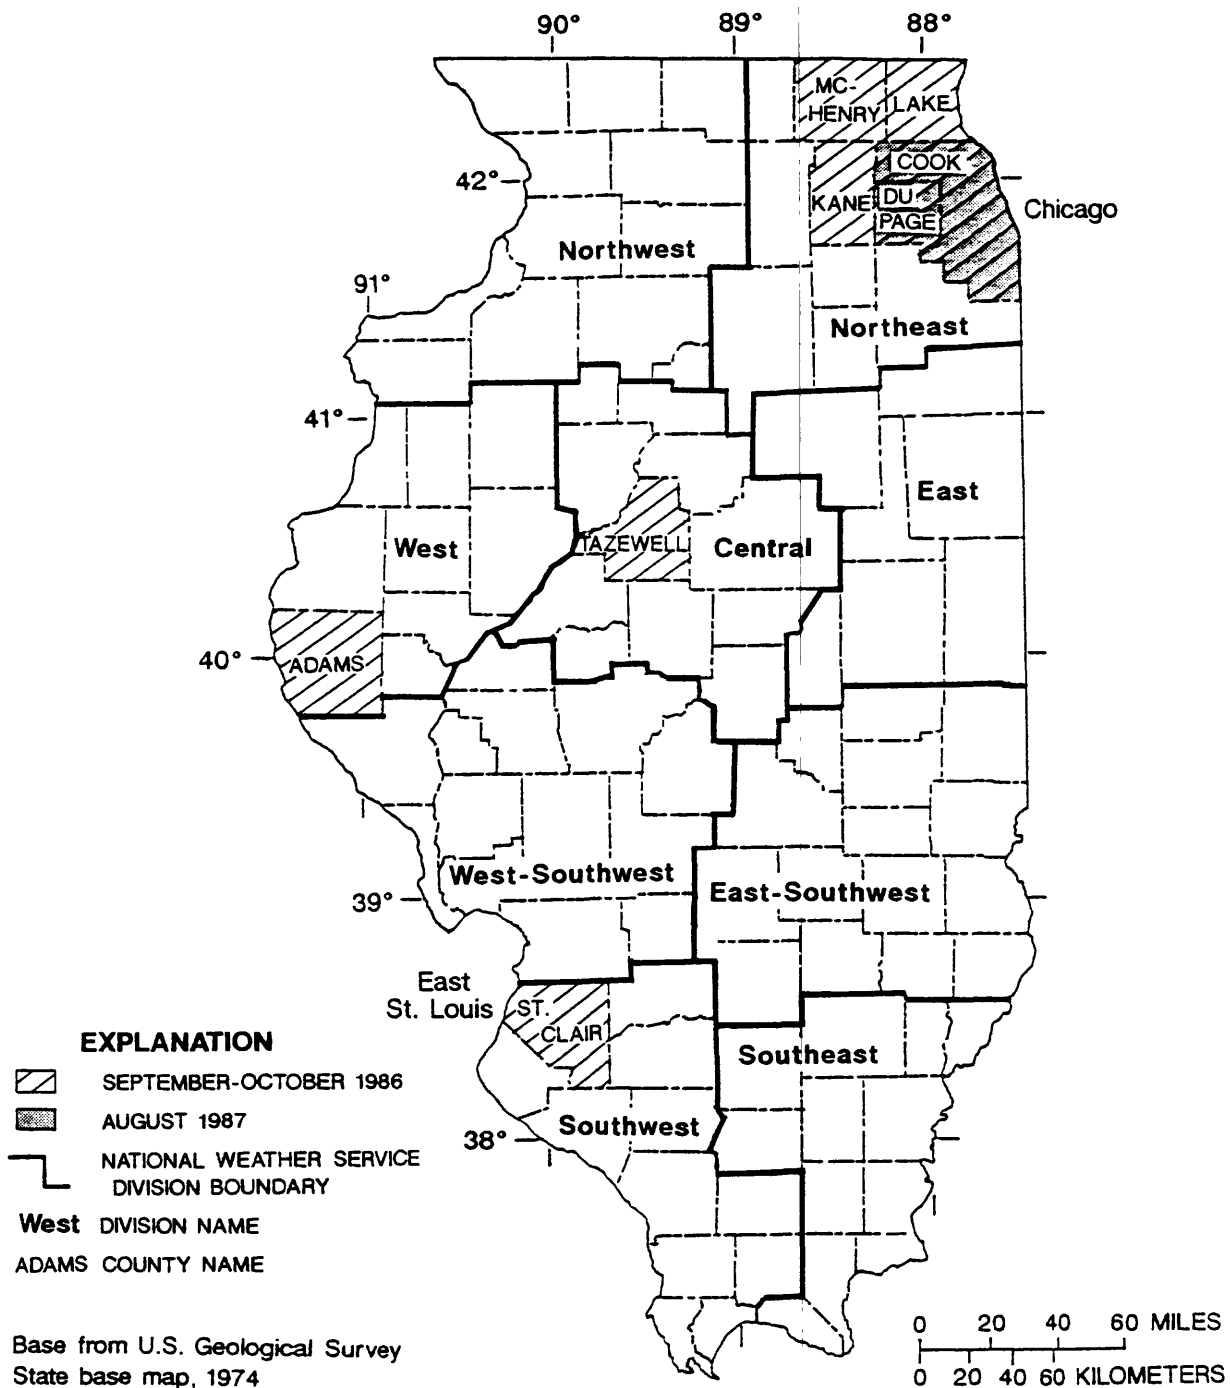 90° 89° 88°
MC-
HENRY
LAKE
COOK
42°
KANE
DU
PAGE
Chicago
Northwest
91°
Northeast
41°
East
West
TAZEWELL
Central
40°
ADAMS
West-Southwest
East-Southwest
39°
East
St. Louis
ST.
CLAIR
Southeast
Southwest
38°
EXPLANATION
SEPTEMBER-OCTOBER 1986
AUGUST 1987
NATIONAL WEATHER SERVICE
DIVISION BOUNDARY
West DIVISION NAME
ADAMS COUNTY NAME
Base from U.S. Geological Survey
State base map, 1974
0 20 40 60 MILES
0 20 40 60 KILOMETERS